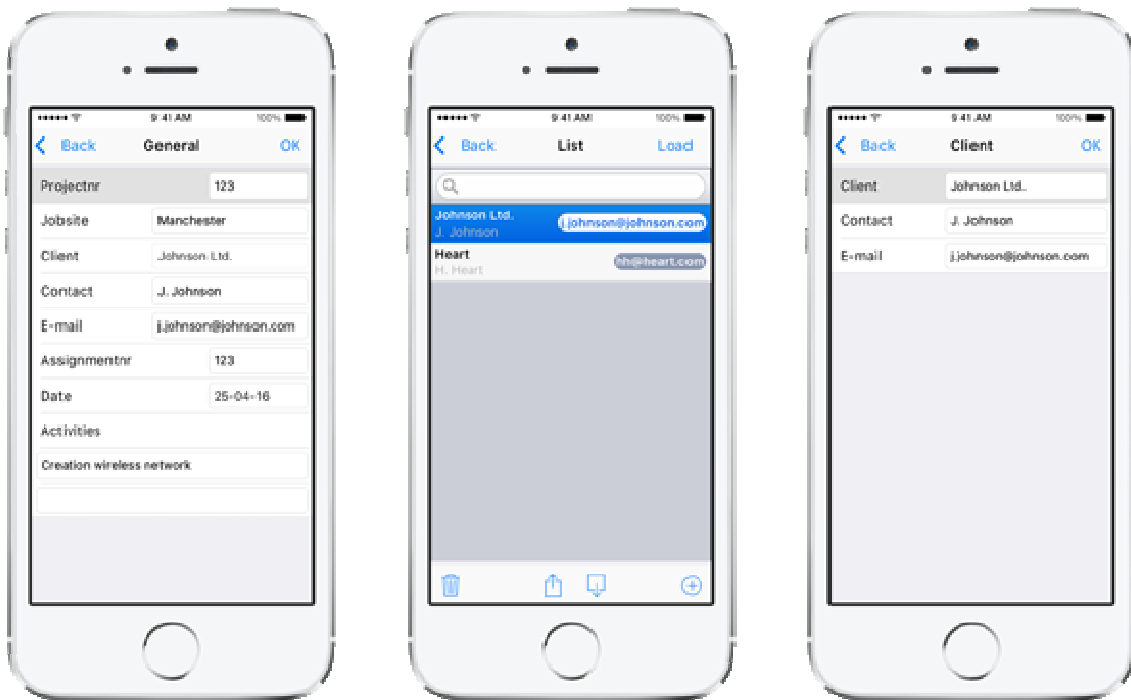 9:41 AM 100%
Back General OK
Projectnr 123
Jobsite Manchester
Client Johnson Ltd.
Contact J. Johnson
E-mail j.johnson@johnson.com
Assignmentnr 123
Date 25-04-16
Activities
Creation wireless network
9:41 AM 100%
Back List Load
Johnson Ltd. j.johnson@johnson.com
J. Johnson
Heart hh@heart.com
H. Heart
9:41 AM 100%
Back Client OK
Client Johnson Ltd.
Contact J. Johnson
E-mail j.johnson@johnson.com